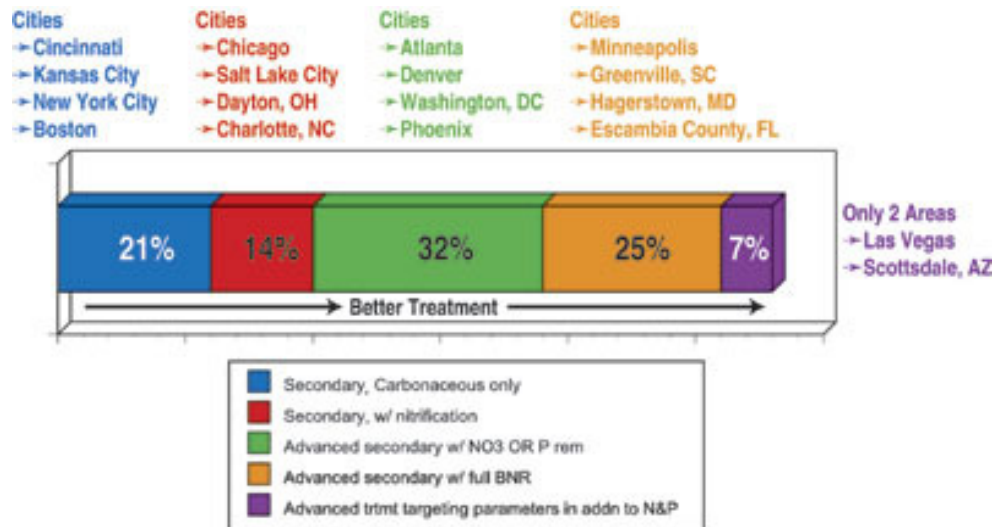 Cities
→Cincinnati
→Kansas City
→New York City
→Boston
Cities
→Chicago
→Salt Lake City
→Dayton, OH
→Charlotte, NC
Cities
→Atlanta
→Denver
→Washington, DC
→Phoenix
Cities
→Minneapolis
→Greenville, SC
→Hagerstown, MD
→Escambia County, FL
21%
14%
32%
25%
7%
Only 2 Areas
→Las Vegas
→Scottsdale, AZ
Better Treatment
Secondary, Carbonaceous only
Secondary, w/ nitrification
Advanced secondary w/ NO3 OR P rem
Advanced secondary w/ full BNR
Advanced trtmt targeting parameters in addn to N&P